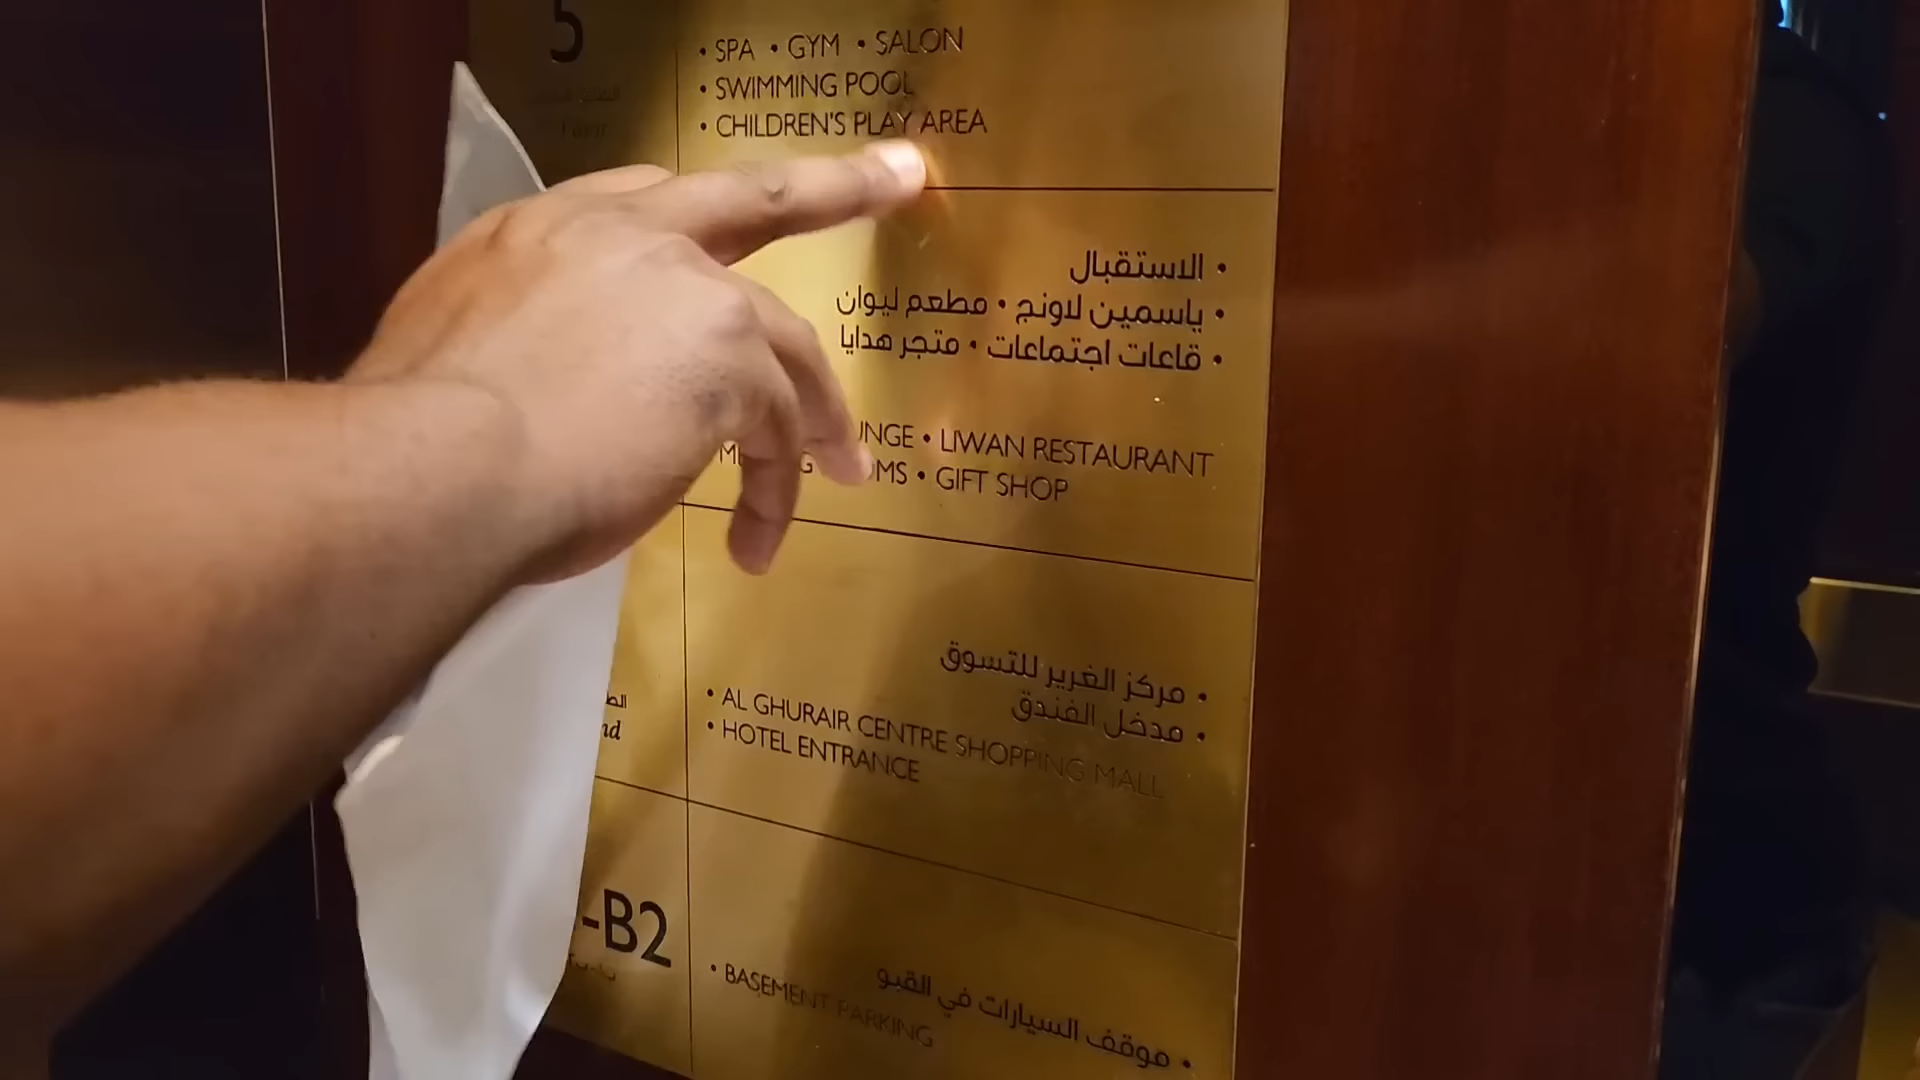 5
• SPA • GYM • SALON
• SWIMMING POOL
• CHILDREN'S PLAY AREA
• الاستقبال
• ياسمين لاونج • مطعم ليوان
• قاعات اجتماعات • متجر هدايا
• LIWAN RESTAURANT
• GIFT SHOP
• مركز الغرير للتسوق
• مدخل الفندق
• AL GHURAIR CENTRE SHOPPING MALL
• HOTEL ENTRANCE
-B2
• موقف السيارات في القبو
• BASEMENT PARKING